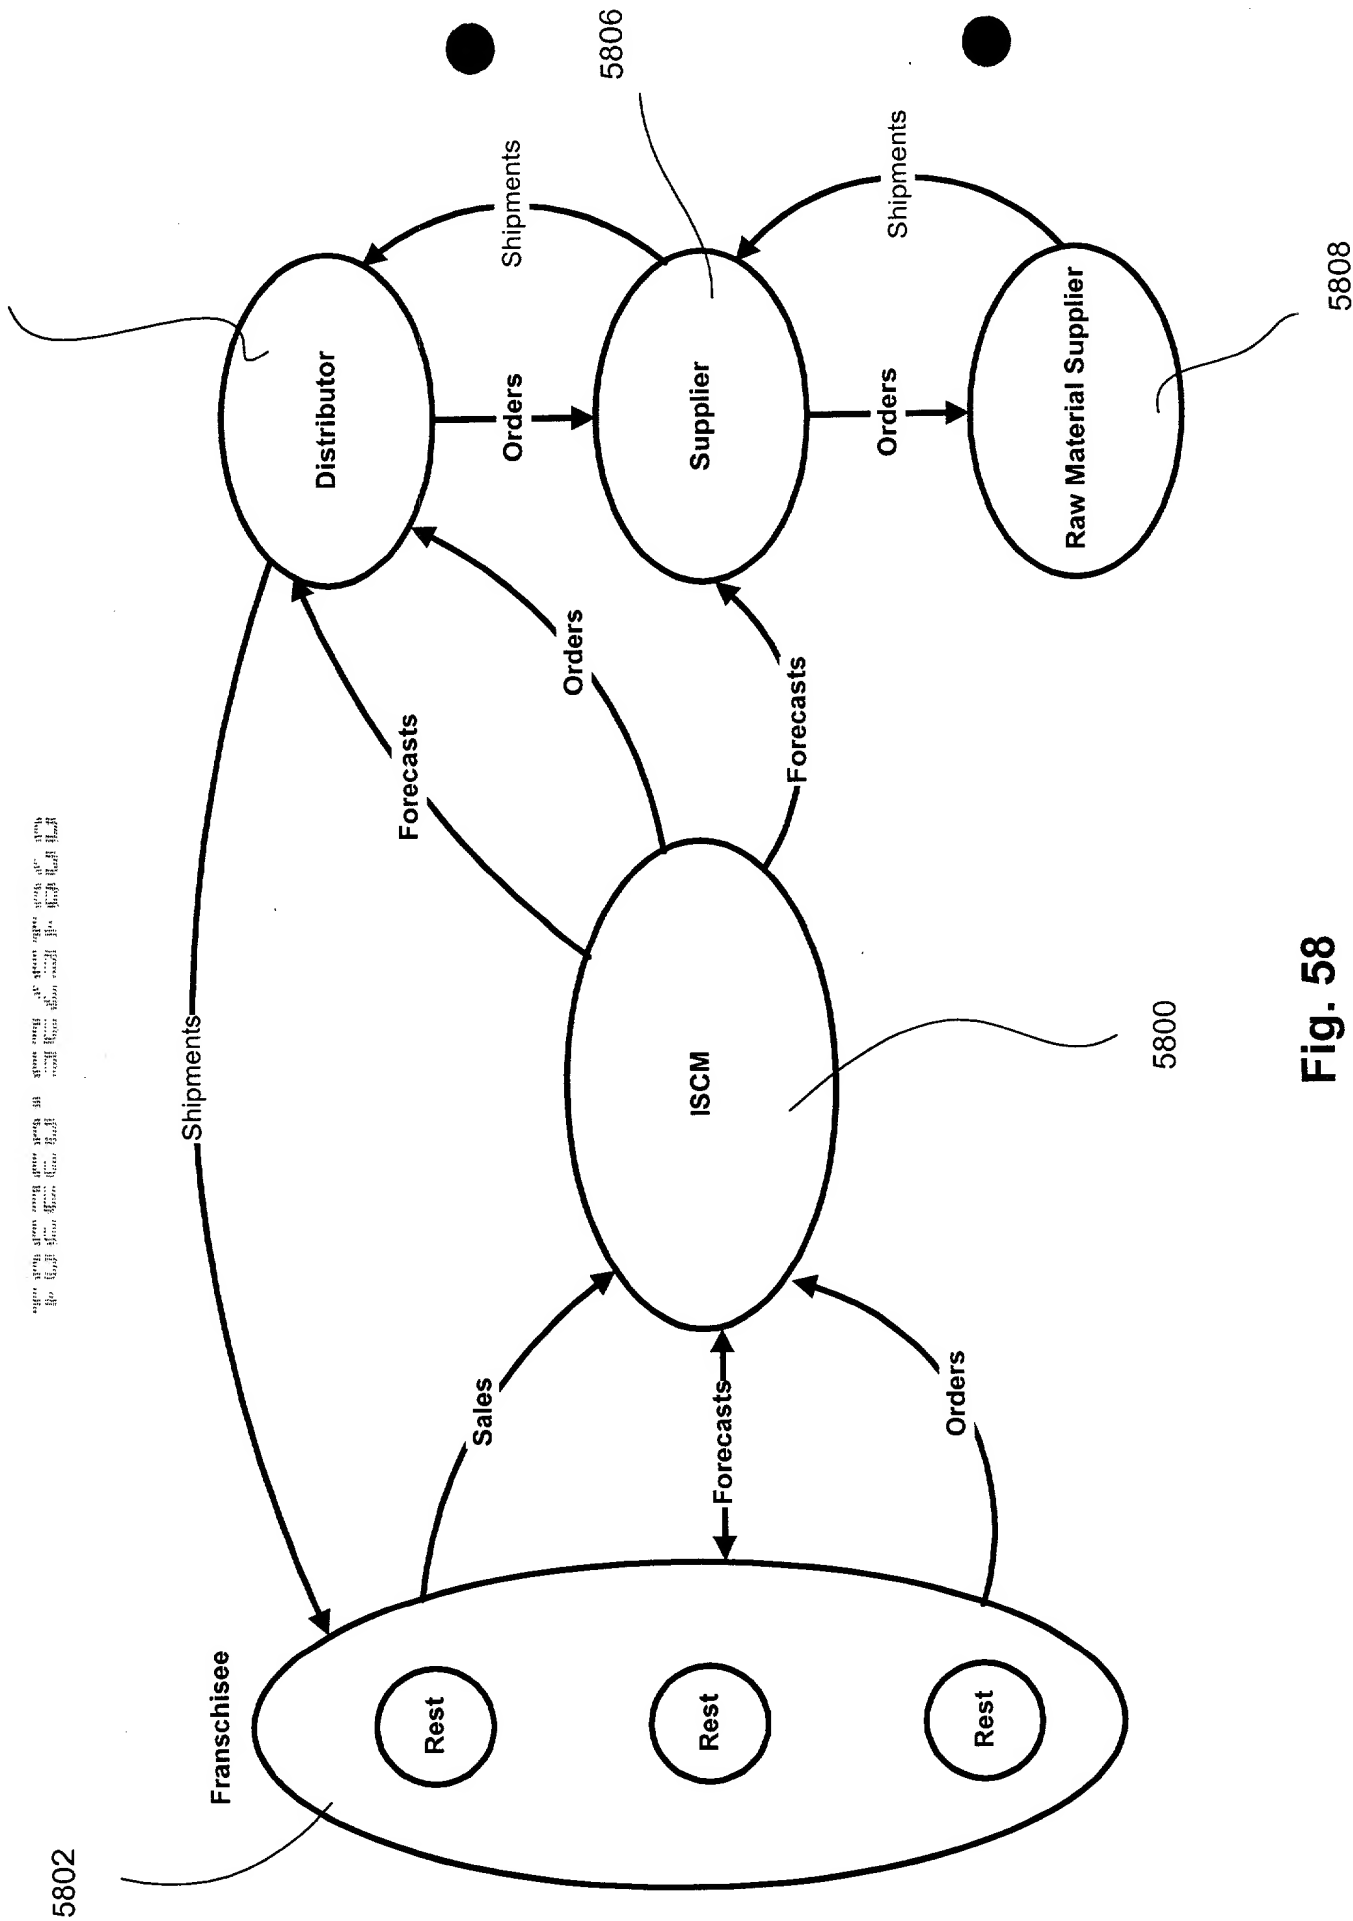 5802
Franschisee
Rest
Rest
Rest
Shipments
Sales
Forecasts
Orders
ISCM
5800
Forecasts
Orders
Forecasts
Distributor
Orders
Shipments
Supplier
5806
Orders
Shipments
Raw Material Supplier
5808
Fig. 58